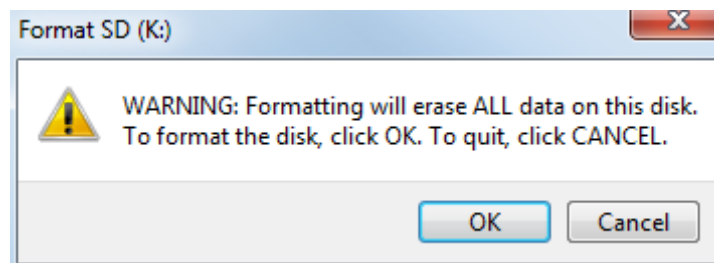 Format SD (K:)
WARNING: Formatting will erase ALL data on this disk.
To format the disk, click OK. To quit, click CANCEL.
OK Cancel